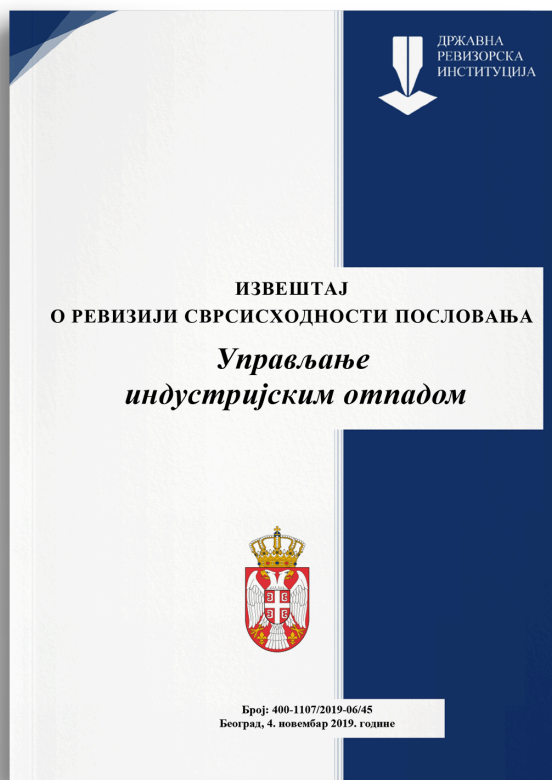 ДРЖАВНА
РЕВИЗОРСКА
ИНСТИТУЦИЈА
ИЗВЕШТАЈ
О РЕВИЗИЈИ СВРСИСХОДНОСТИ ПОСЛОВАЊА
Управљање
индустријским отпадом
Број: 400-1107/2019-06/45
Београд, 4. новембар 2019. године